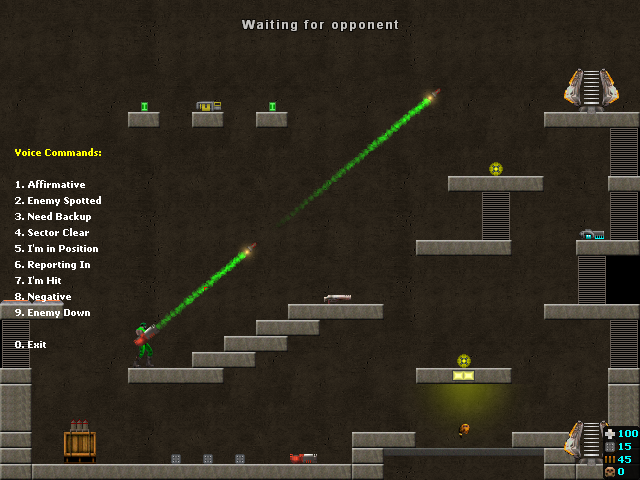 Waiting for opponent
Voice Commands:
1. Affirmative
2. Enemy Spotted
3. Need Backup
4. Sector Clear
5. I'm in Position
6. Reporting In
7. I'm Hit
8. Negative
9. Enemy Down
0. Exit
100
15
45
0